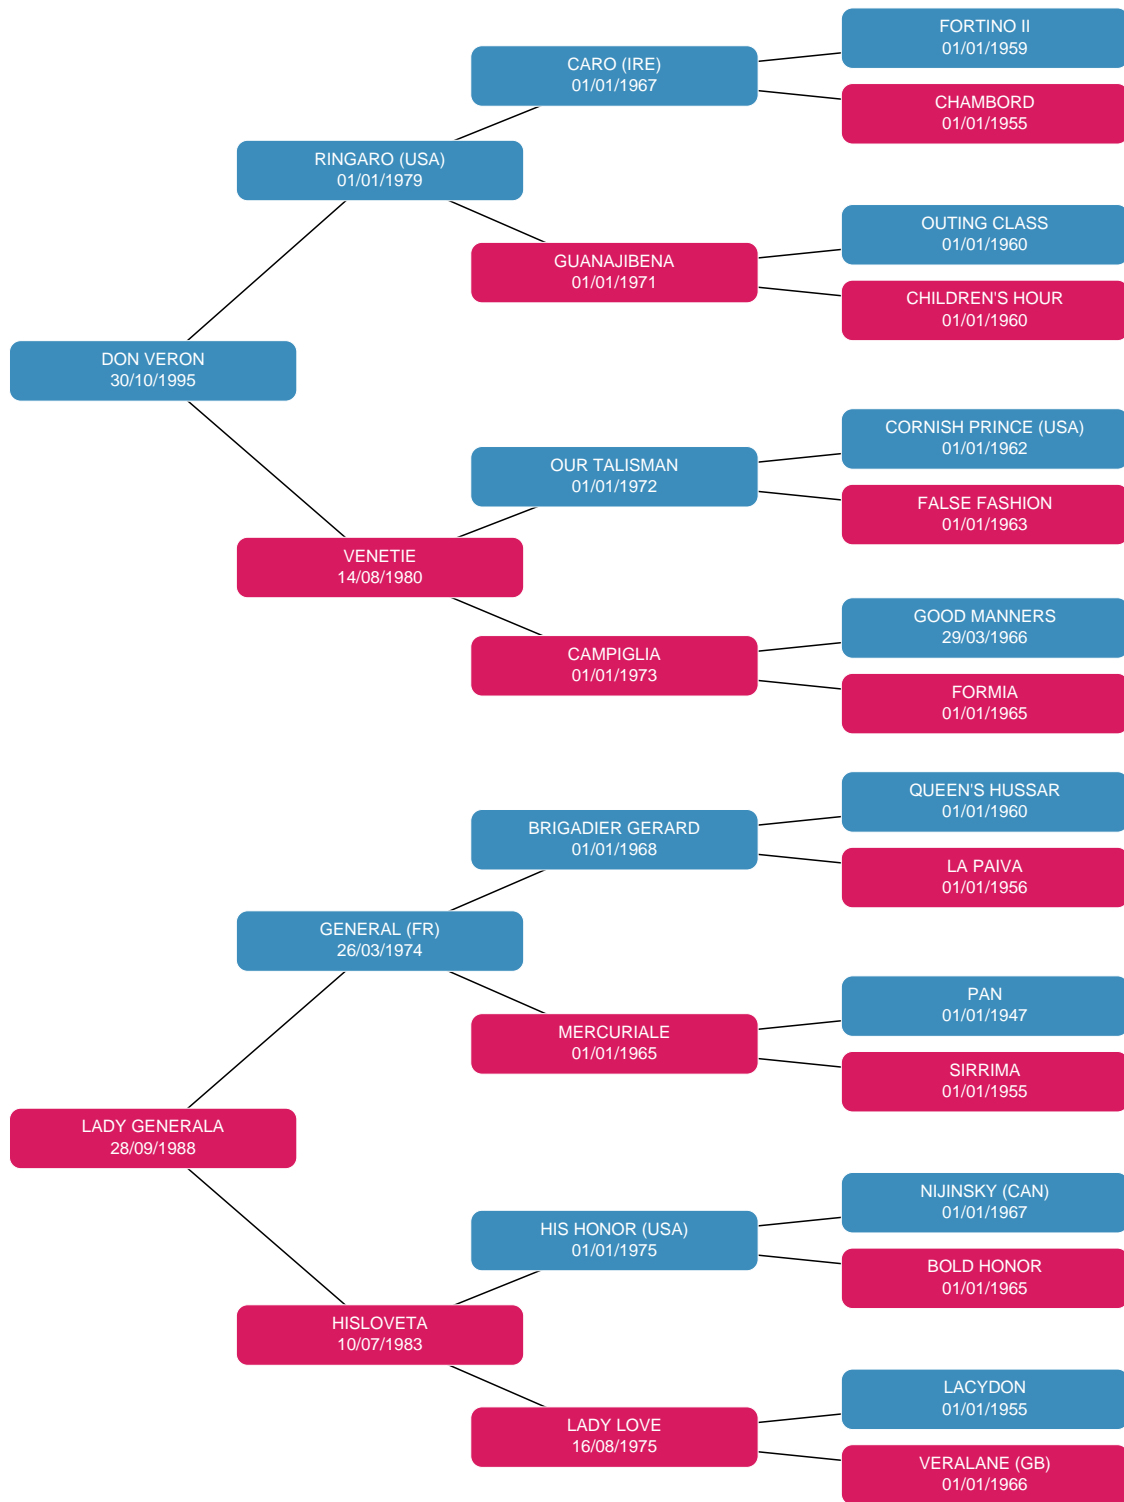 FORTINO II
01/01/1959
CARO (IRE)
01/01/1967
CHAMBORD
01/01/1955
RINGARO (USA)
01/01/1979
OUTING CLASS
01/01/1960
GUANAJIBENA
01/01/1971
CHILDREN'S HOUR
01/01/1960
DON VERON
30/10/1995
CORNISH PRINCE (USA)
01/01/1962
OUR TALISMAN
01/01/1972
FALSE FASHION
01/01/1963
VENETIE
14/08/1980
GOOD MANNERS
29/03/1966
CAMPIGLIA
01/01/1973
FORMIA
01/01/1965
QUEEN'S HUSSAR
01/01/1960
BRIGADIER GERARD
01/01/1968
LA PAIVA
01/01/1956
GENERAL (FR)
26/03/1974
PAN
01/01/1947
MERCURIALE
01/01/1965
SIRRIMA
01/01/1955
LADY GENERALA
28/09/1988
NIJINSKY (CAN)
01/01/1967
HIS HONOR (USA)
01/01/1975
BOLD HONOR
01/01/1965
HISLOVETA
10/07/1983
LACYDON
01/01/1955
LADY LOVE
16/08/1975
VERALANE (GB)
01/01/1966